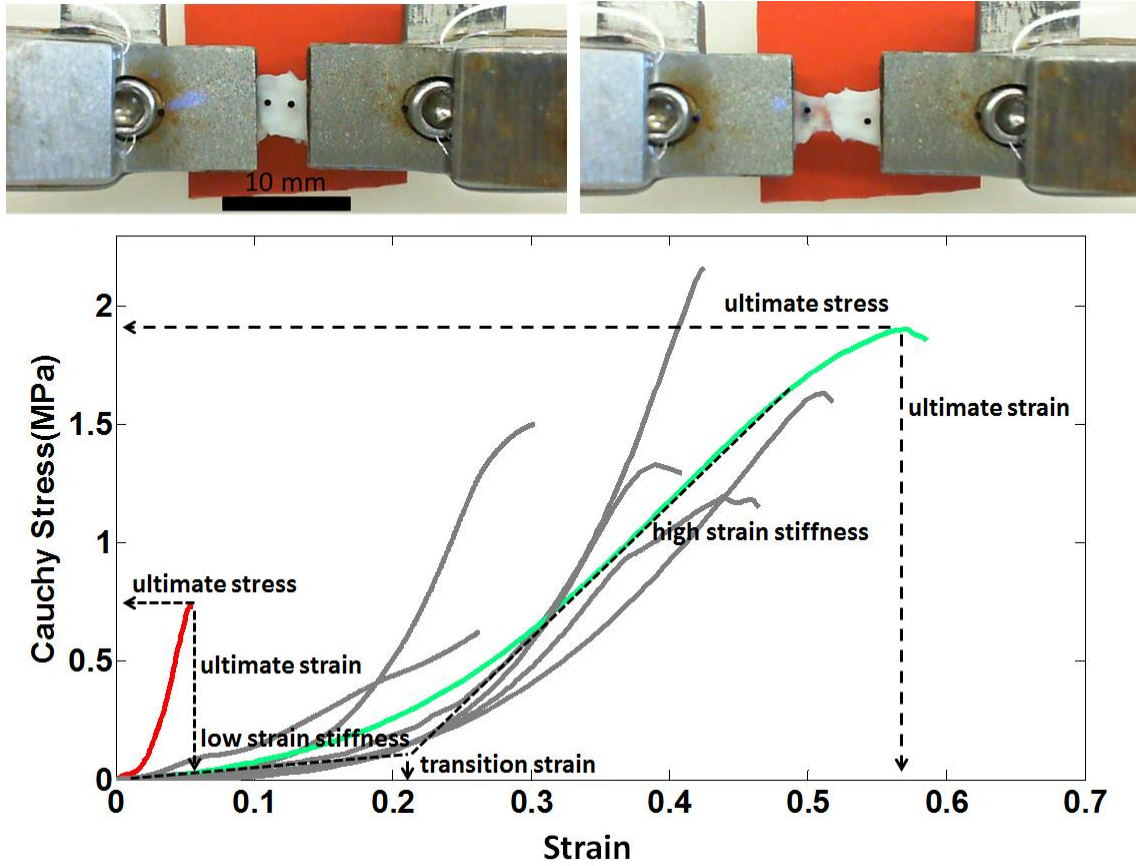 10 mm
Cauchy Stress(MPa)
2
1.5
1
0.5
0
ultimate stress
ultimate strain
high strain stiffness
ultimate stress
ultimate strain
low strain stiffness
transition strain
0 0.1 0.2 0.3 0.4 0.5 0.6 0.7
Strain